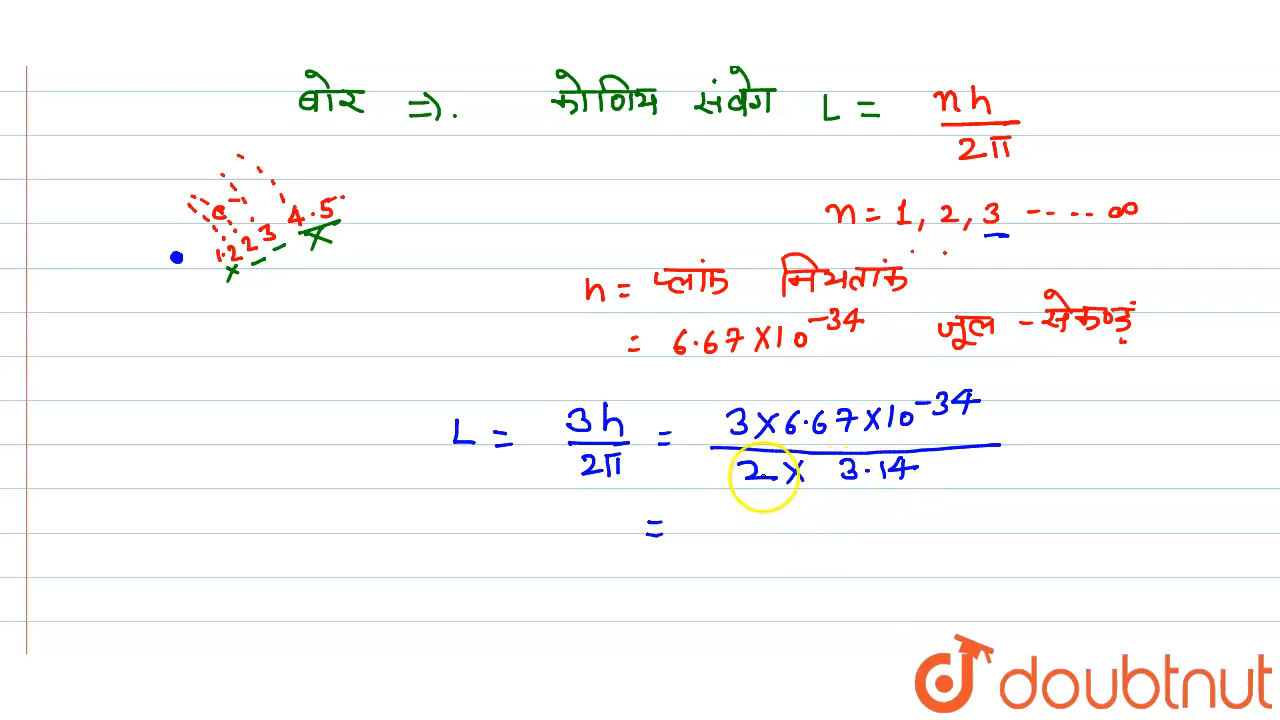 बोर ⇒. कोणिय संवेग L = nh/2π
e⁻
1.2 2 3 4.5
x
n = 1, 2, 3 ---- ∞
h = प्लांक नियतांक
= 6.67 × 10⁻³⁴ जूल - सेकण्ड
L = 3h/2π = 3 × 6.67 × 10⁻³⁴/2 × 3.14
=
doubtnut